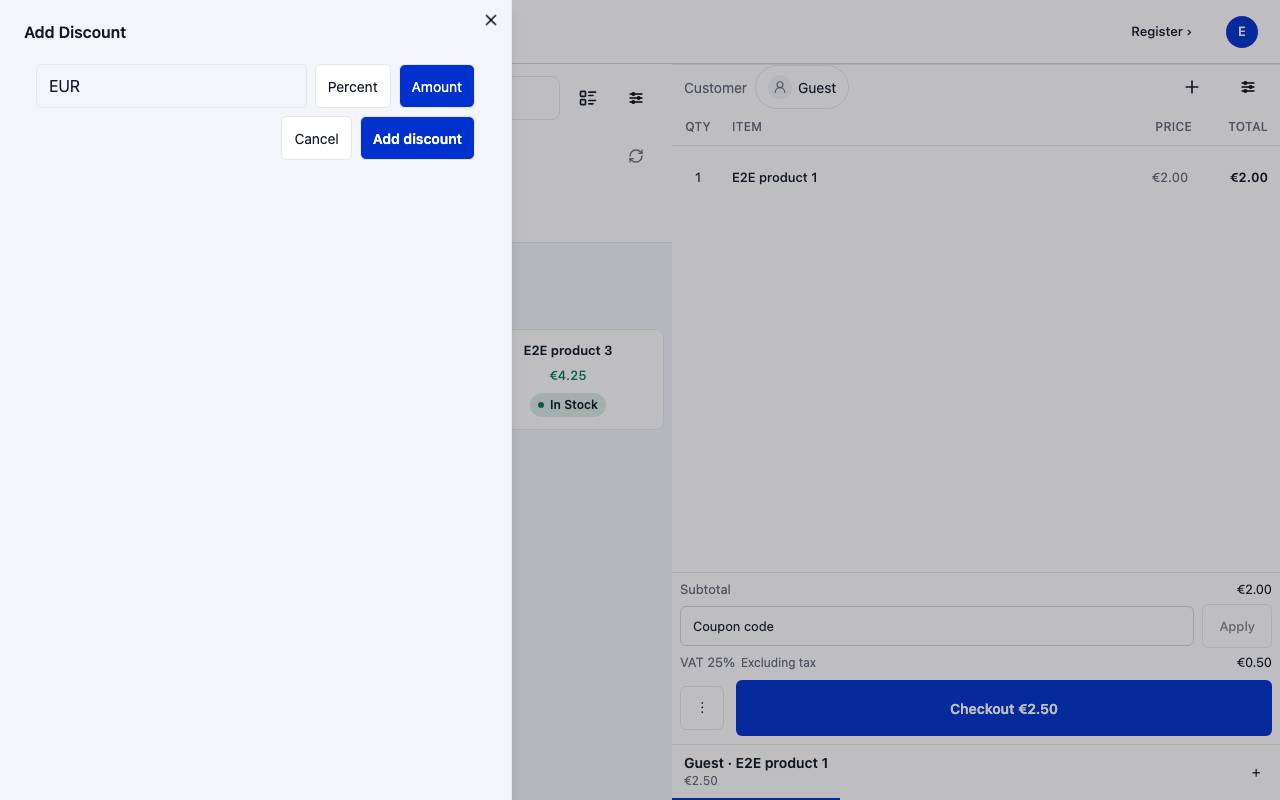 Add Discount
EUR
Percent
Amount
Cancel
Add discount
Register ›
E
Customer
Guest
QTY ITEM PRICE TOTAL
1 E2E product 1 €2.00 €2.00
E2E product 3
€4.25
In Stock
Subtotal €2.00
Coupon code
Apply
VAT 25% Excluding tax €0.50
Checkout €2.50
Guest · E2E product 1
€2.50
+